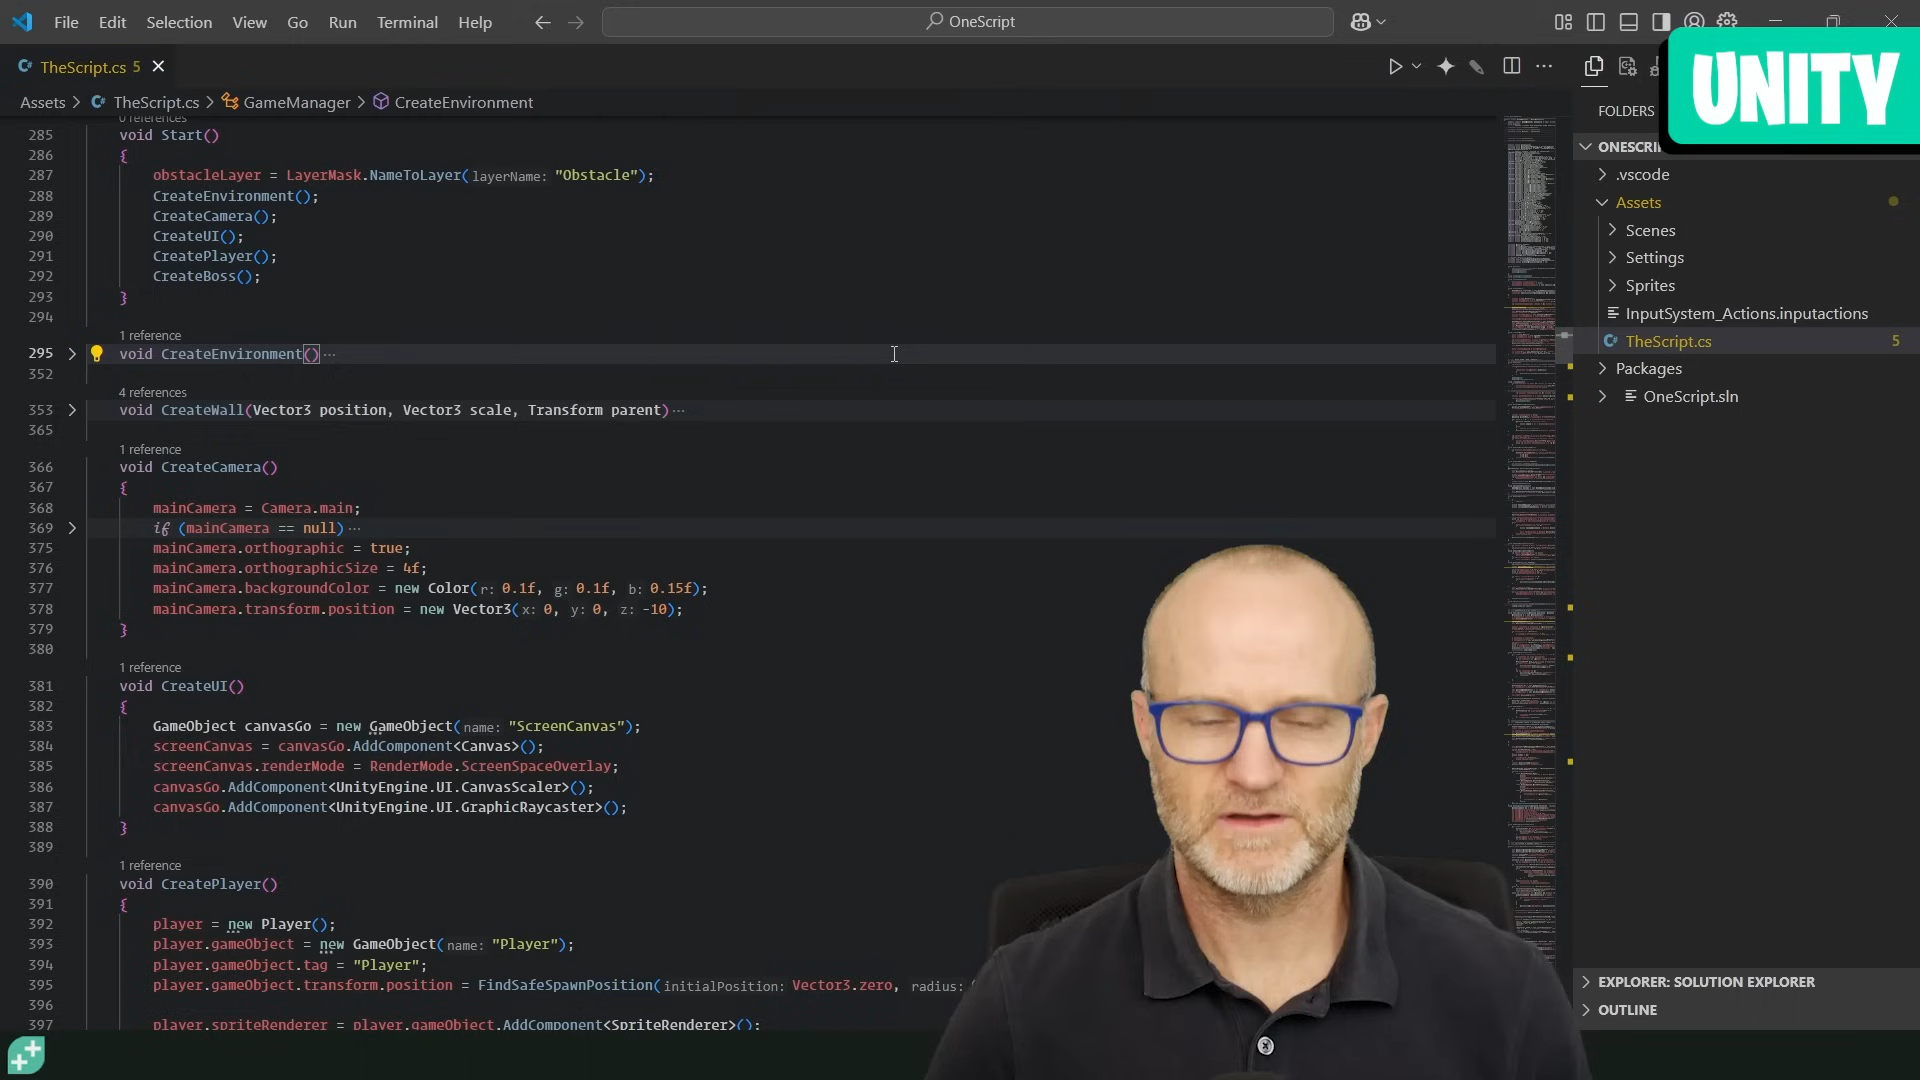 File Edit Selection View Go Run Terminal Help
OneScript
TheScript.cs 5
UNITY
Assets > TheScript.cs > GameManager > CreateEnvironment
0 references
285 void Start()
286 {
287 obstacleLayer = LayerMask.NameToLayer(layerName: "Obstacle");
288 CreateEnvironment();
289 CreateCamera();
290 CreateUI();
291 CreatePlayer();
292 CreateBoss();
293 }
294
1 reference
295 void CreateEnvironment() ...
352
4 references
353 void CreateWall(Vector3 position, Vector3 scale, Transform parent) ...
365
1 reference
366 void CreateCamera()
367 {
368 mainCamera = Camera.main;
369 if (mainCamera == null) ...
375 mainCamera.orthographic = true;
376 mainCamera.orthographicSize = 4f;
377 mainCamera.backgroundColor = new Color(r: 0.1f, g: 0.1f, b: 0.15f);
378 mainCamera.transform.position = new Vector3(x: 0, y: 0, z: -10);
379 }
380
1 reference
381 void CreateUI()
382 {
383 GameObject canvasGo = new GameObject(name: "ScreenCanvas");
384 screenCanvas = canvasGo.AddComponent<Canvas>();
385 screenCanvas.renderMode = RenderMode.ScreenSpaceOverlay;
386 canvasGo.AddComponent<UnityEngine.UI.CanvasScaler>();
387 canvasGo.AddComponent<UnityEngine.UI.GraphicRaycaster>();
388 }
389
1 reference
390 void CreatePlayer()
391 {
392 player = new Player();
393 player.gameObject = new GameObject(name: "Player");
394 player.gameObject.tag = "Player";
395 player.gameObject.transform.position = FindSafeSpawnPosition(initialPosition: Vector3.zero, radius:
396
397 player.spriteRenderer = player.gameObject.AddComponent<SpriteRenderer>();
FOLDERS
ONESCRI
.vscode
Assets
Scenes
Settings
Sprites
InputSystem_Actions.inputactions
TheScript.cs 5
Packages
OneScript.sln
EXPLORER: SOLUTION EXPLORER
OUTLINE